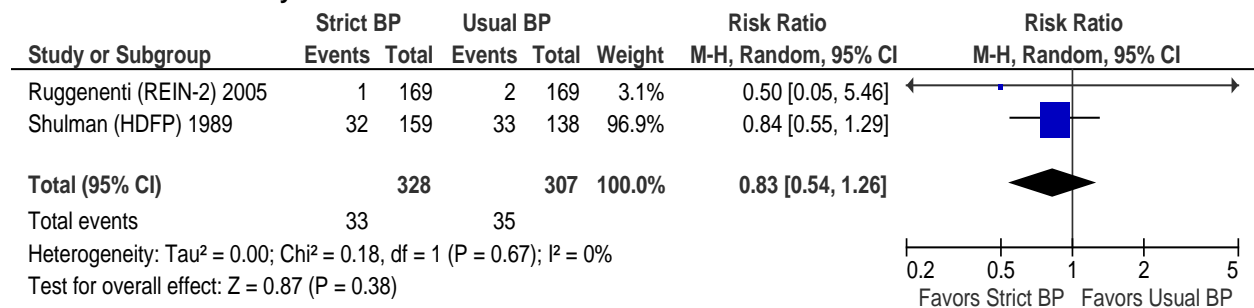 Strict BP Usual BP Risk Ratio Risk Ratio
Study or Subgroup Events Total Events Total Weight M-H, Random, 95% CI M-H, Random, 95% CI
Ruggenenti (REIN-2) 2005 1 169 2 169 3.1% 0.50 [0.05, 5.46]
Shulman (HDFP) 1989 32 159 33 138 96.9% 0.84 [0.55, 1.29]
Total (95% CI) 328 307 100.0% 0.83 [0.54, 1.26]
Total events 33 35
Heterogeneity: Tau² = 0.00; Chi² = 0.18, df = 1 (P = 0.67); I² = 0%
Test for overall effect: Z = 0.87 (P = 0.38)
0.2 0.5 1 2 5
Favors Strict BP Favors Usual BP